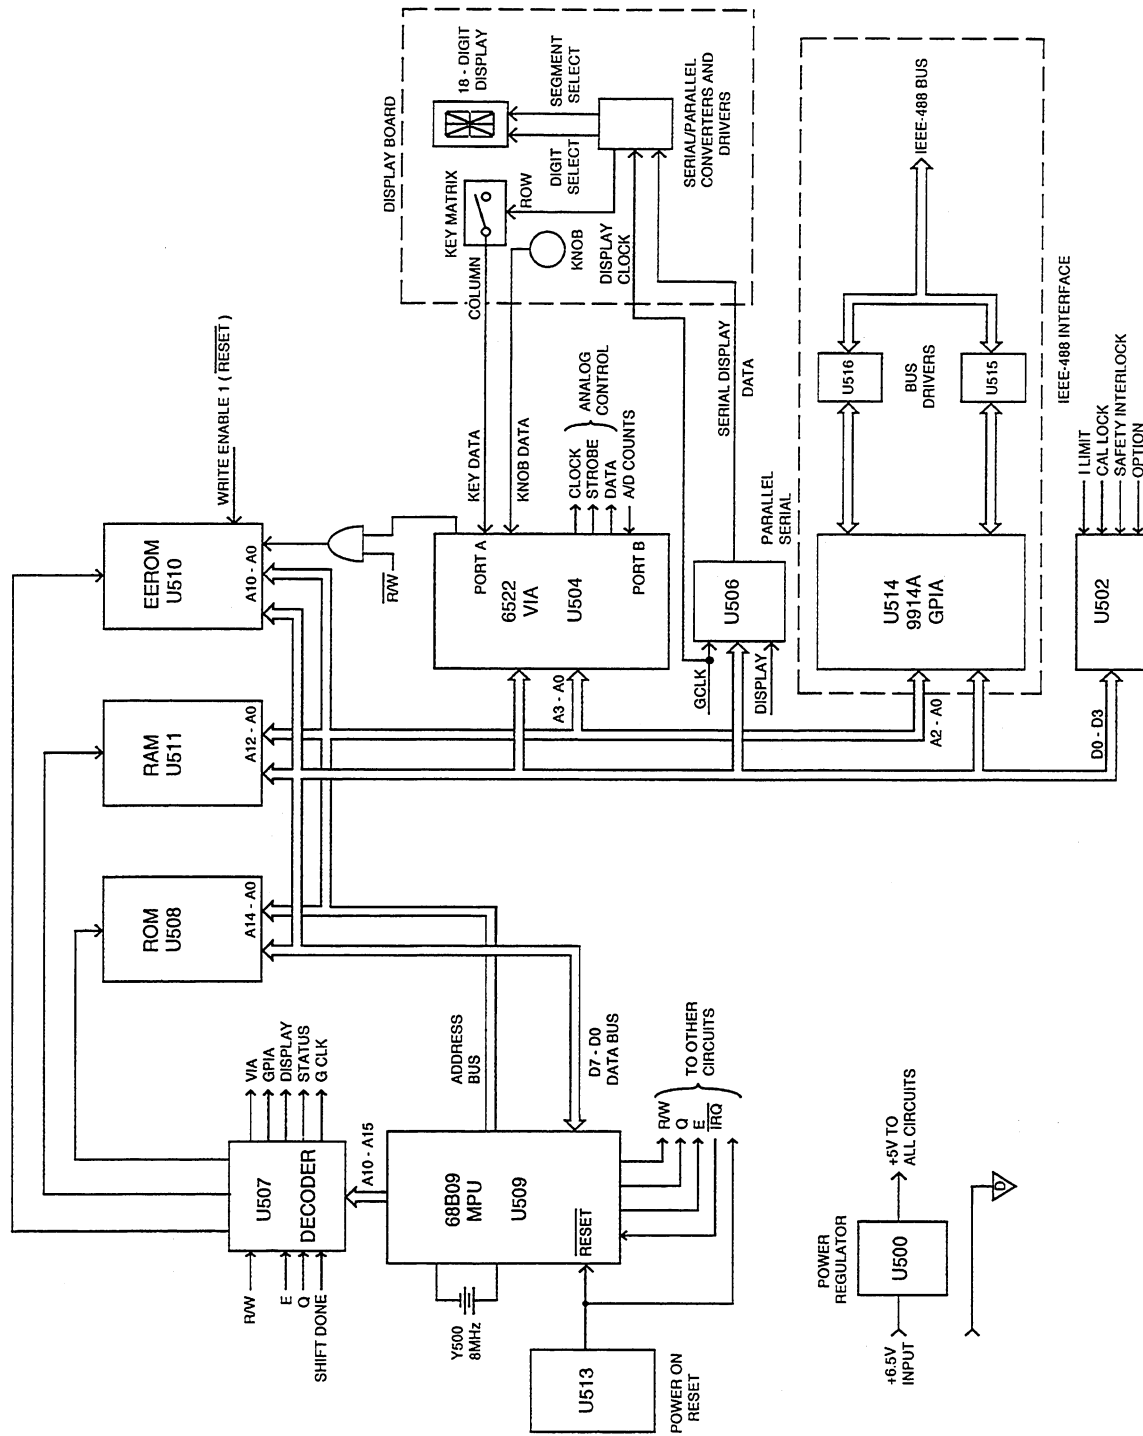 R/W
E
Q
SHIFT DONE
U507
DECODER
VIA
GPIA
DISPLAY
STATUS
G CLK
ROM
U508
A14 - A0
RAM
U511
A12 - A0
EEROM
U510
A10 - A0
WRITE ENABLE 1 ( RESET )
A10 - A15
Y500
8MHz
68B09
MPU
U509
RESET
ADDRESS
BUS
D7 - D0
DATA BUS
R/W
Q
E
IRQ
TO OTHER
CIRCUITS
U513
POWER ON
RESET
R/W
PORT A
6522
VIA
U504
PORT B
A3 - A0
KEY DATA
KNOB DATA
CLOCK
STROBE
DATA
ANALOG
CONTROL
A/D COUNTS
DISPLAY BOARD
KEY MATRIX
COLUMN
ROW
KNOB
18 - DIGIT
DISPLAY
DIGIT
SELECT
SEGMENT
SELECT
DISPLAY
CLOCK
SERIAL/PARALLEL
CONVERTERS AND
DRIVERS
GCLK
DISPLAY
U506
PARALLEL
SERIAL
SERIAL DISPLAY
DATA
A2 - A0
U514
9914A
GPIA
U516
BUS
DRIVERS
U515
IEEE-488 BUS
IEEE-488 INTERFACE
D0 - D3
U502
I LIMIT
CAL LOCK
SAFETY INTERLOCK
OPTION
+6.5V
INPUT
POWER
REGULATOR
U500
+5V TO
ALL CIRCUITS
D